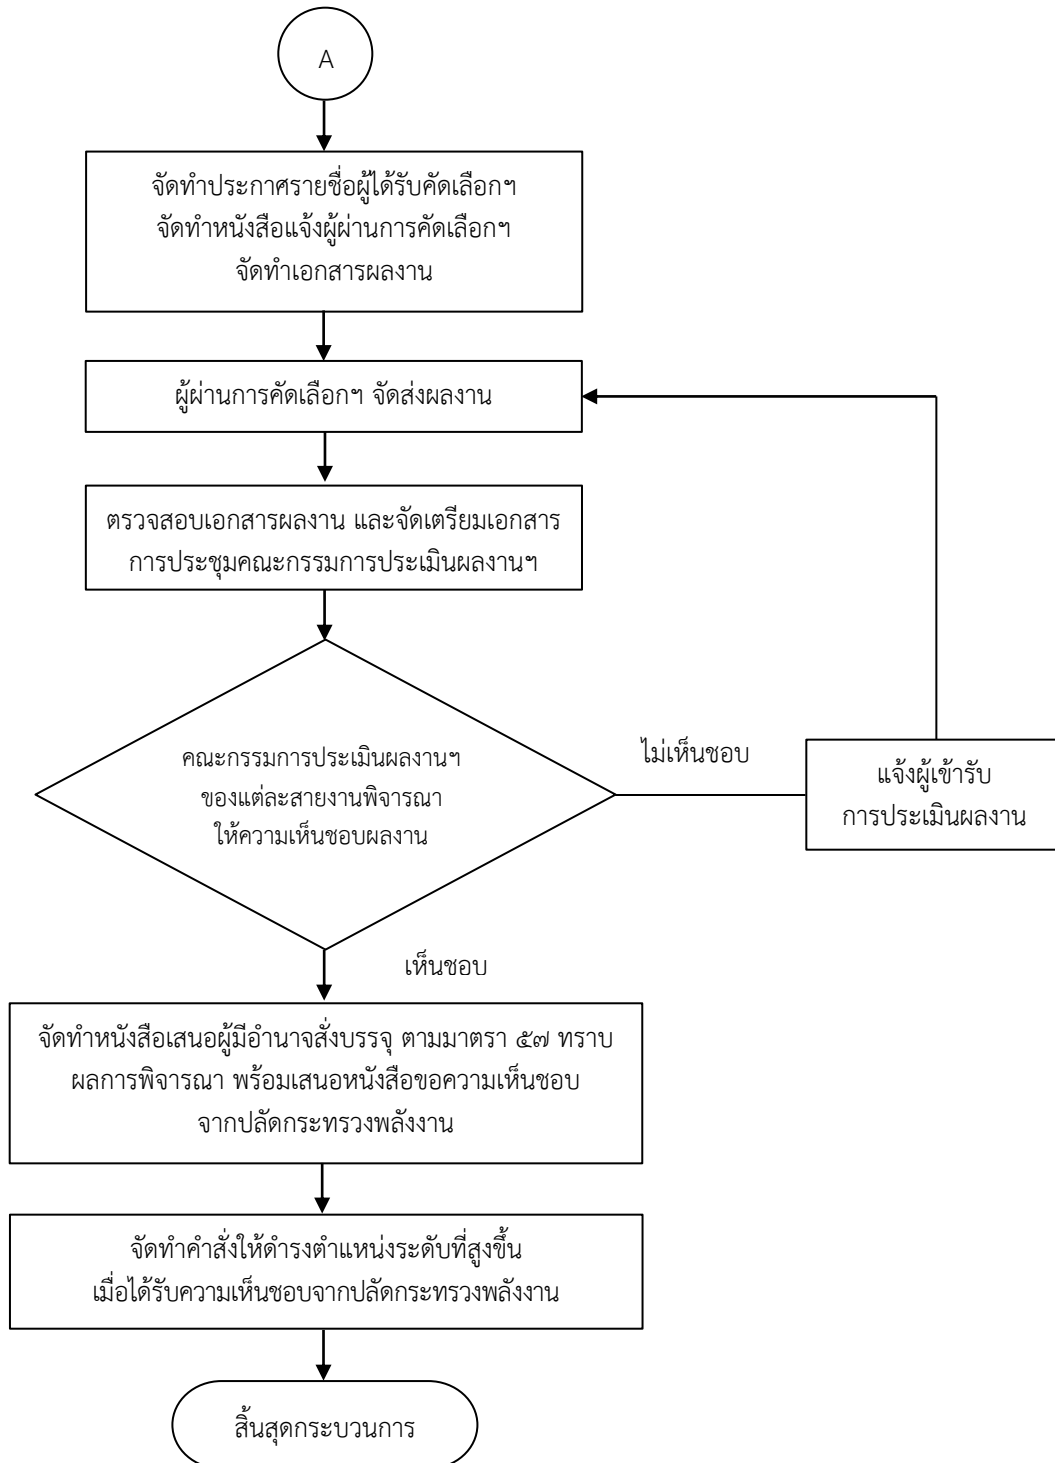 A
จัดทำประกาศรายชื่อผู้ได้รับคัดเลือกฯ
จัดทำหนังสือแจ้งผู้ผ่านการคัดเลือกฯ
จัดทำเอกสารผลงาน
ผู้ผ่านการคัดเลือกฯ จัดส่งผลงาน
ตรวจสอบเอกสารผลงาน และจัดเตรียมเอกสาร
การประชุมคณะกรรมการประเมินผลงานฯ
คณะกรรมการประเมินผลงานฯ
ของแต่ละสายงานพิจารณา
ให้ความเห็นชอบผลงาน
ไม่เห็นชอบ
แจ้งผู้เข้ารับ
การประเมินผลงาน
เห็นชอบ
จัดทำหนังสือเสนอผู้มีอำนาจสั่งบรรจุ ตามมาตรา ๕๗ ทราบ
ผลการพิจารณา พร้อมเสนอหนังสือขอความเห็นชอบ
จากปลัดกระทรวงพลังงาน
จัดทำคำสั่งให้ดำรงตำแหน่งระดับที่สูงขึ้น
เมื่อได้รับความเห็นชอบจากปลัดกระทรวงพลังงาน
สิ้นสุดกระบวนการ